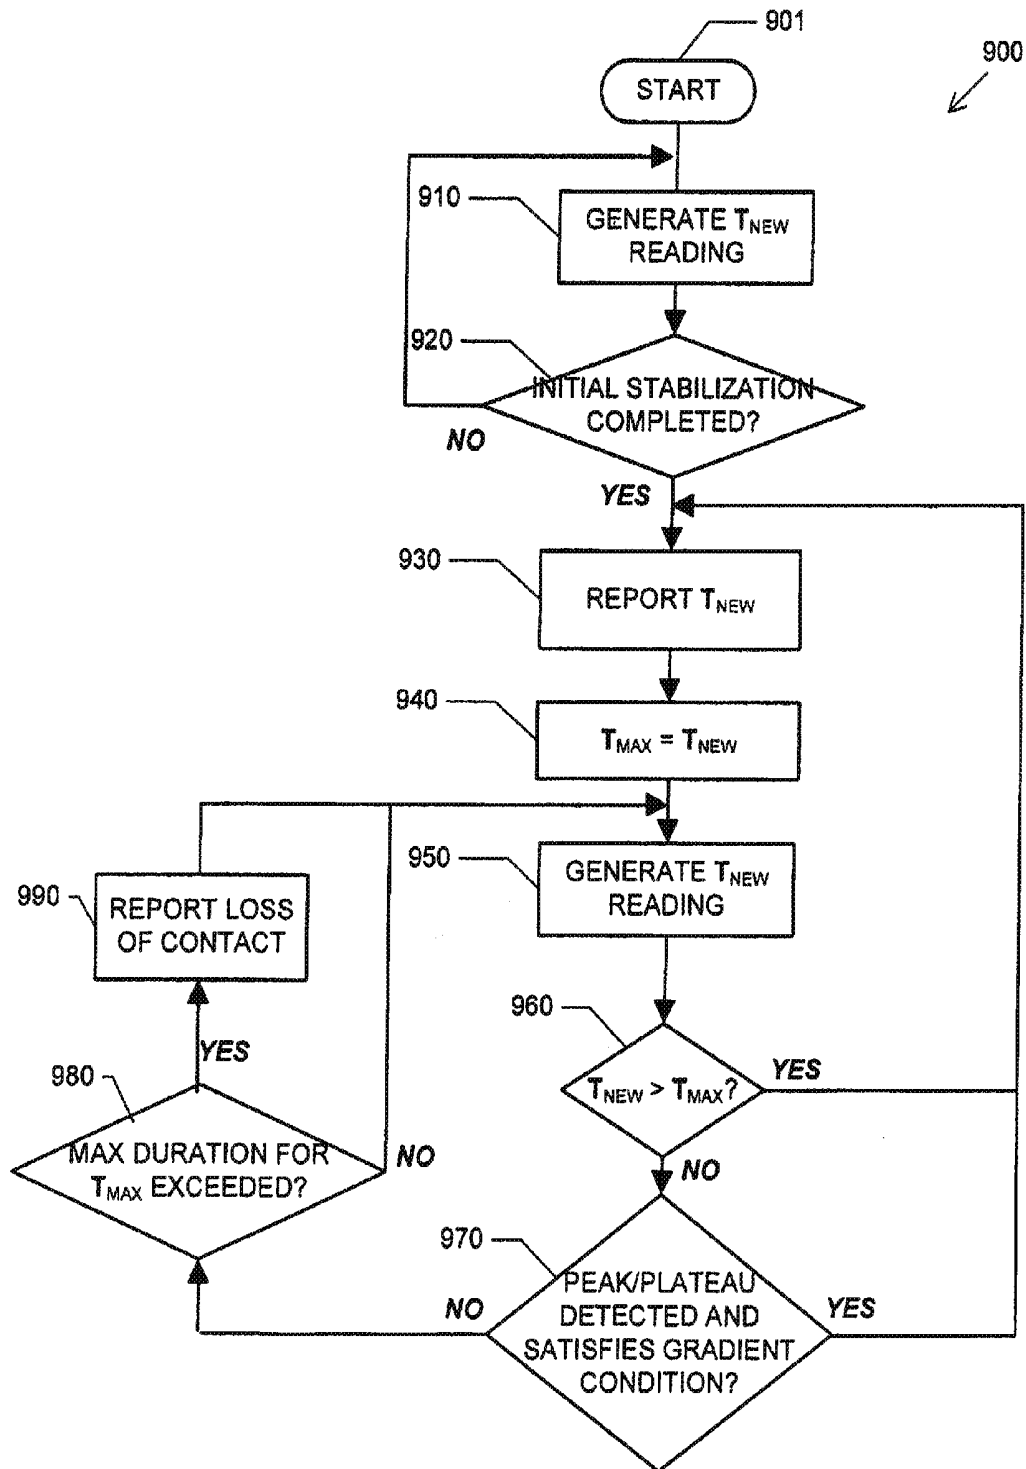 901
900
START
910
GENERATE TNEW
READING
920
INITIAL STABILIZATION
COMPLETED?
NO
YES
930
REPORT TNEW
940
TMAX = TNEW
950
GENERATE TNEW
READING
990
REPORT LOSS
OF CONTACT
960
YES
TNEW > TMAX?
YES
980
MAX DURATION FOR
TMAX EXCEEDED?
NO
NO
970
PEAK/PLATEAU
DETECTED AND
SATISFIES GRADIENT
CONDITION?
NO
YES